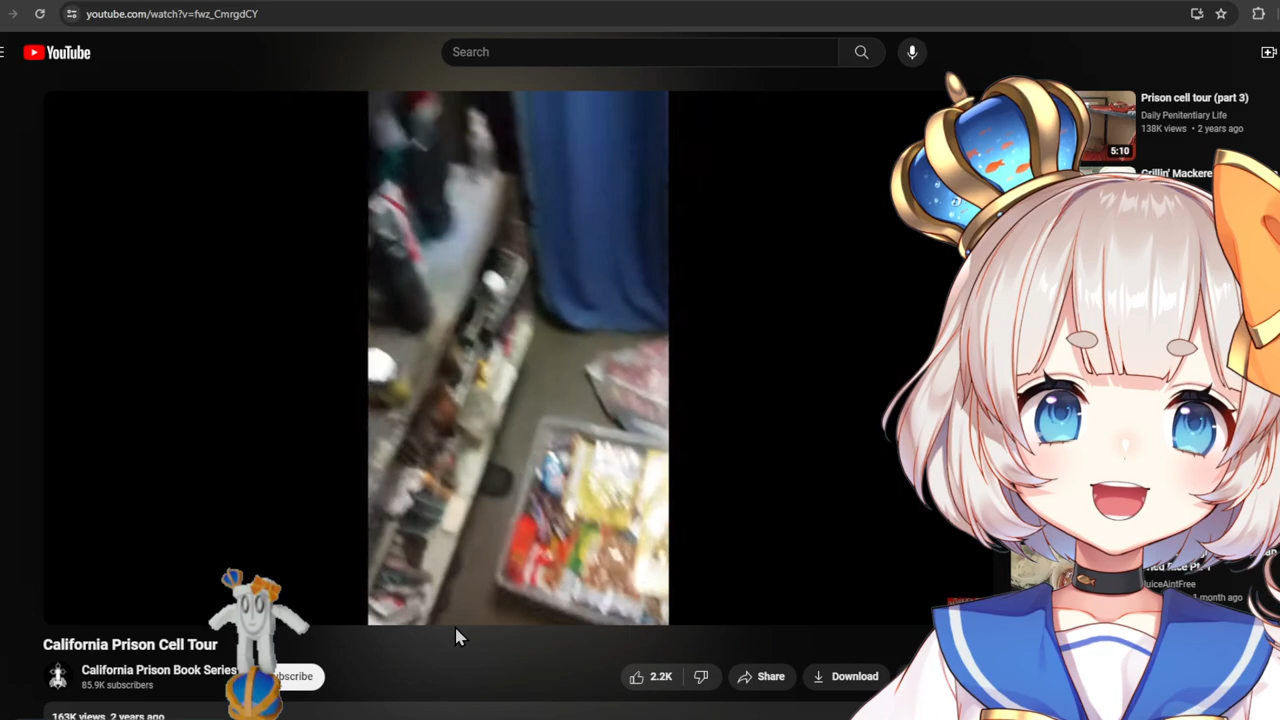 youtube.com/watch?v=fwz_CmrgdCY
YouTube
Search
Prison cell tour (part 3)
Daily Penitentiary Life
138K views • 2 years ago
5:10
Grillin' Mackere
JuiceAintFree
1 month ago
California Prison Cell Tour
California Prison Book Series
85.9K subscribers
scribe
2.2K
Share
Download
163K views 2 years ago